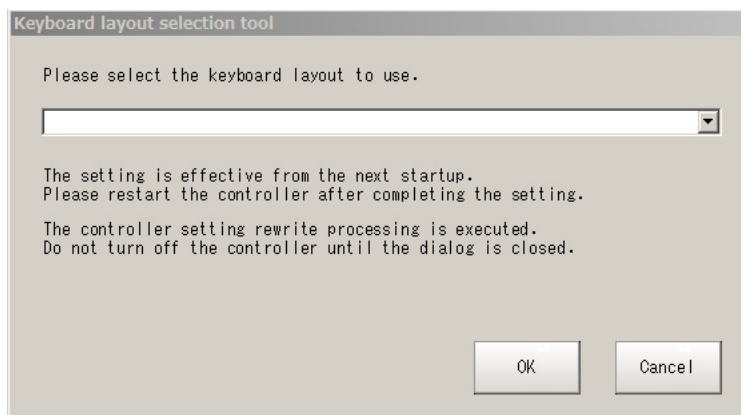 Keyboard layout selection tool
Please select the keyboard layout to use.
The setting is effective from the next startup.
Please restart the controller after completing the setting.
The controller setting rewrite processing is executed.
Do not turn off the controller until the dialog is closed.
OK
Cancel